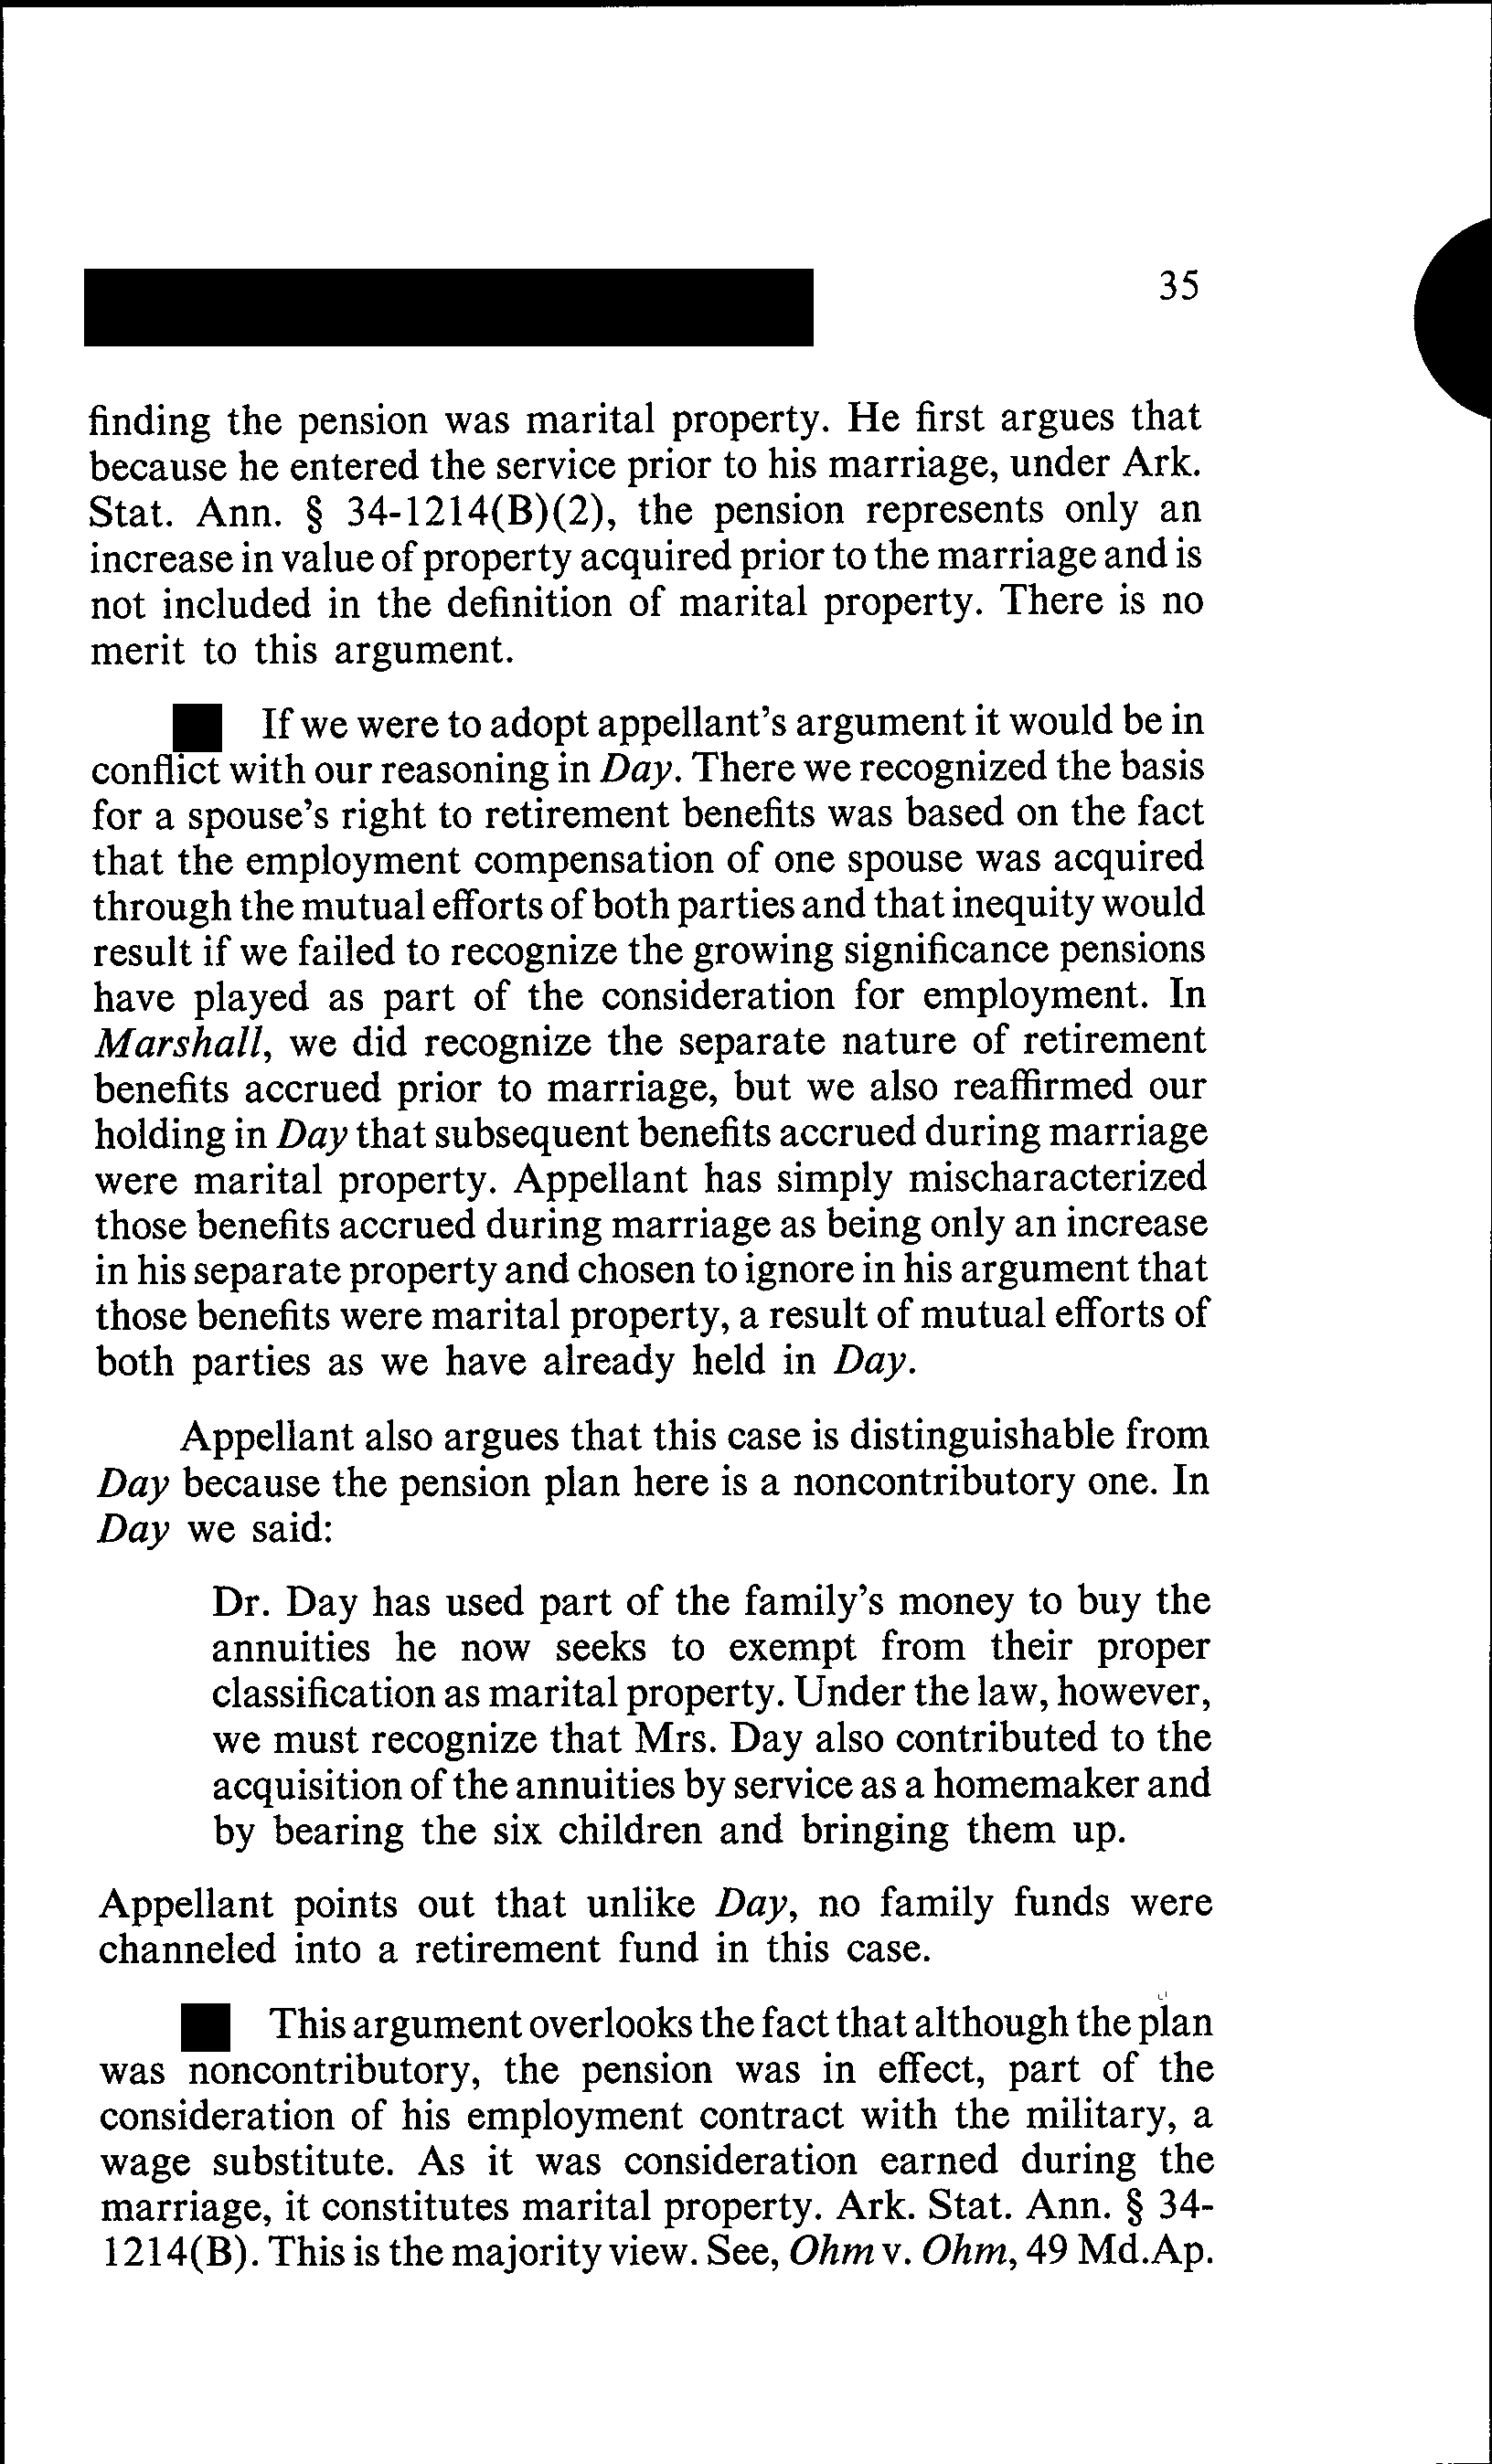 35
finding the pension was marital property. He first argues that
because he entered the service prior to his marriage, under Ark.
Stat. Ann. § 34-1214(B)(2), the pension represents only an
increase in value of property acquired prior to the marriage and is
not included in the definition of marital property. There is no
merit to this argument.
If we were to adopt appellant's argument it would be in
conflict with our reasoning in Day. There we recognized the basis
for a spouse's right to retirement benefits was based on the fact
that the employment compensation of one spouse was acquired
through the mutual efforts of both parties and that inequity would
result if we failed to recognize the growing significance pensions
have played as part of the consideration for employment. In
Marshall, we did recognize the separate nature of retirement
benefits accrued prior to marriage, but we also reaffirmed our
holding in Day that subsequent benefits accrued during marriage
were marital property. Appellant has simply mischaracterized
those benefits accrued during marriage as being only an increase
in his separate property and chosen to ignore in his argument that
those benefits were marital property, a result of mutual efforts of
both parties as we have already held in Day.
Appellant also argues that this case is distinguishable from
Day because the pension plan here is a noncontributory one. In
Day we said:
Dr. Day has used part of the family's money to buy the
annuities he now seeks to exempt from their proper
classification as marital property. Under the law, however,
we must recognize that Mrs. Day also contributed to the
acquisition of the annuities by service as a homemaker and
by bearing the six children and bringing them up.
Appellant points out that unlike Day, no family funds were
channeled into a retirement fund in this case.
This argument overlooks the fact that although the plan
was noncontributory, the pension was in effect, part of the
consideration of his employment contract with the military, a
wage substitute. As it was consideration earned during the
marriage, it constitutes marital property. Ark. Stat. Ann. § 34-
1214(B). This is the majority view. See, Ohm v. Ohm, 49 Md.Ap.